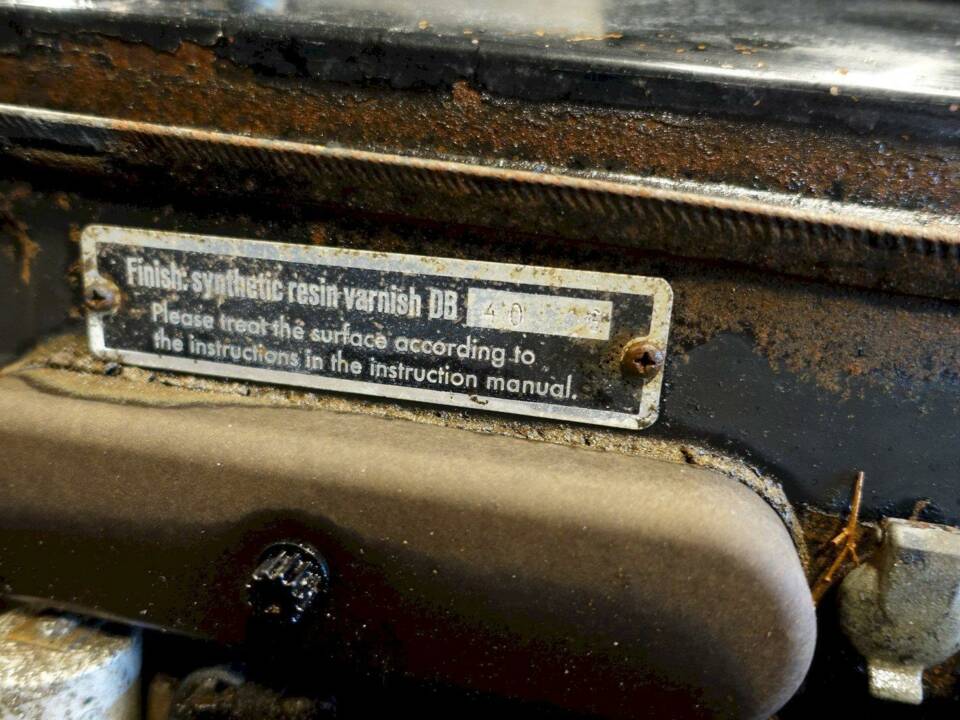 Finish: synthetic resin varnish DB 40
Please treat the surface according to
the instructions in the instruction manual.